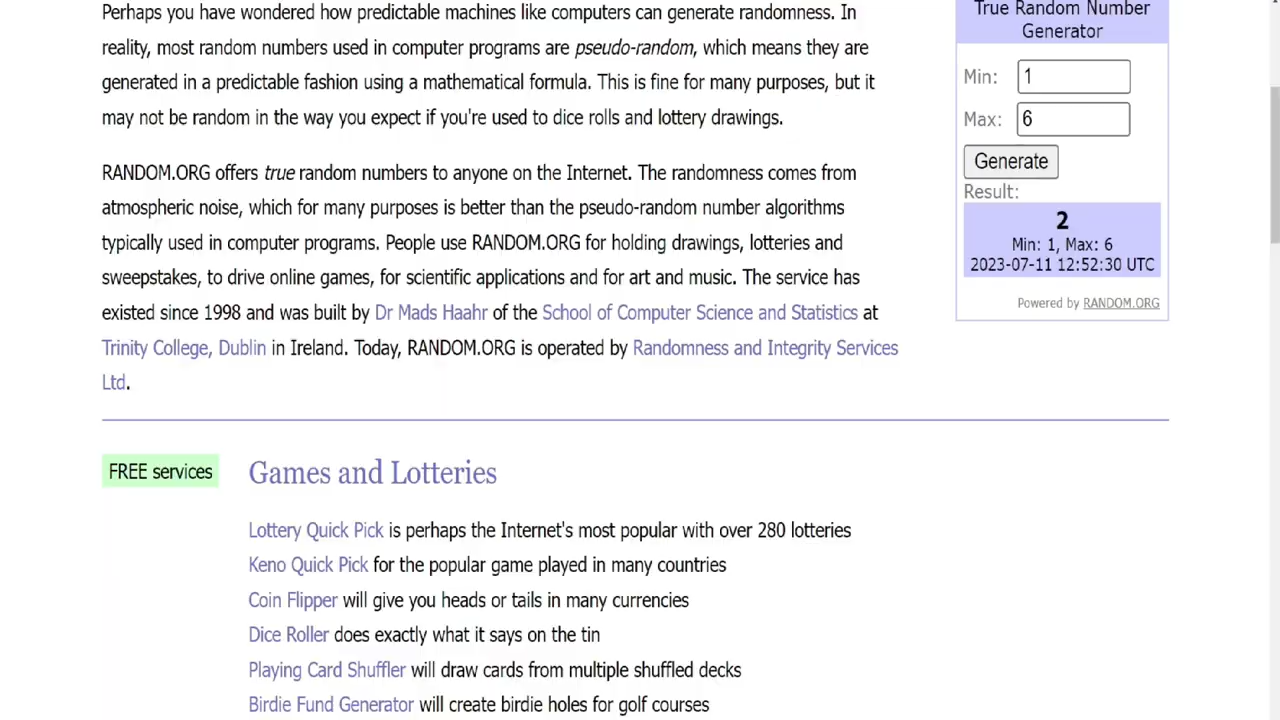 Perhaps you have wondered how predictable machines like computers can generate randomness. In
reality, most random numbers used in computer programs are pseudo-random, which means they are
generated in a predictable fashion using a mathematical formula. This is fine for many purposes, but it
may not be random in the way you expect if you're used to dice rolls and lottery drawings.
RANDOM.ORG offers true random numbers to anyone on the Internet. The randomness comes from
atmospheric noise, which for many purposes is better than the pseudo-random number algorithms
typically used in computer programs. People use RANDOM.ORG for holding drawings, lotteries and
sweepstakes, to drive online games, for scientific applications and for art and music. The service has
existed since 1998 and was built by Dr Mads Haahr of the School of Computer Science and Statistics at
Trinity College, Dublin in Ireland. Today, RANDOM.ORG is operated by Randomness and Integrity Services
Ltd.
True Random Number
Generator
Min: 1
Max: 6
Generate
Result:
2
Min: 1, Max: 6
2023-07-11 12:52:30 UTC
Powered by RANDOM.ORG
FREE services
Games and Lotteries
Lottery Quick Pick is perhaps the Internet's most popular with over 280 lotteries
Keno Quick Pick for the popular game played in many countries
Coin Flipper will give you heads or tails in many currencies
Dice Roller does exactly what it says on the tin
Playing Card Shuffler will draw cards from multiple shuffled decks
Birdie Fund Generator will create birdie holes for golf courses